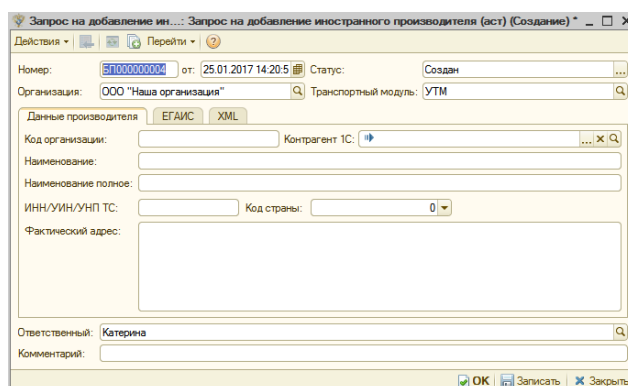 Запрос на добавление ин...: Запрос на добавление иностранного производителя (аст) (Создание) *
Действия Перейти
Номер: БП000000004 от: 25.01.2017 14:20:5 Статус: Создан ...
Организация: ООО "Наша организация" Транспортный модуль: УТМ
Данные производителя ЕГАИС XML
Код организации: Контрагент 1С: ...
Наименование:
Наименование полное:
ИНН/УИН/УНП ТС: Код страны: 0
Фактический адрес:
Ответственный: Катерина
Комментарий:
OK Записать Закрыть